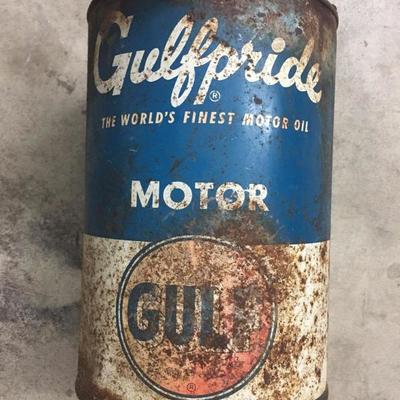 Gulfpride
®
THE WORLD'S FINEST MOTOR OIL
MOTOR
GULF
®